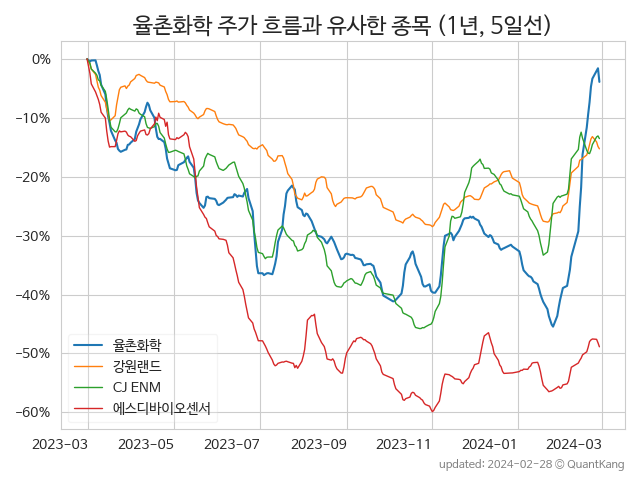 율촌화학 주가 흐름과 유사한 종목 (1년, 5일선)
0%
−10%
−20%
−30%
−40%
−50%
−60%
율촌화학
강원랜드
CJ ENM
에스디바이오센서
2023-03 2023-05 2023-07 2023-09 2023-11 2024-01 2024-03
updated: 2024-02-28 © QuantKang